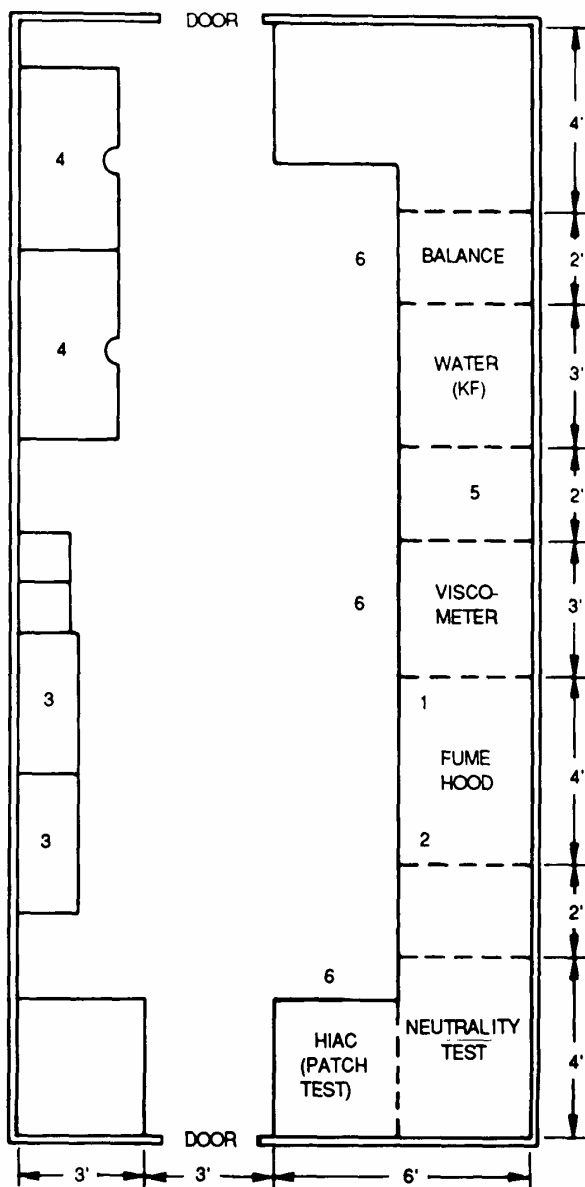 DOOR
4
4'
6
BALANCE
2'
4
WATER
(KF)
3'
5
2'
6
VISCO-
METER
3'
3
1
FUME
HOOD
4'
3
2
2'
6
HIAC
(PATCH
TEST)
NEUTRALITY
TEST
4'
DOOR
3'
3'
6'